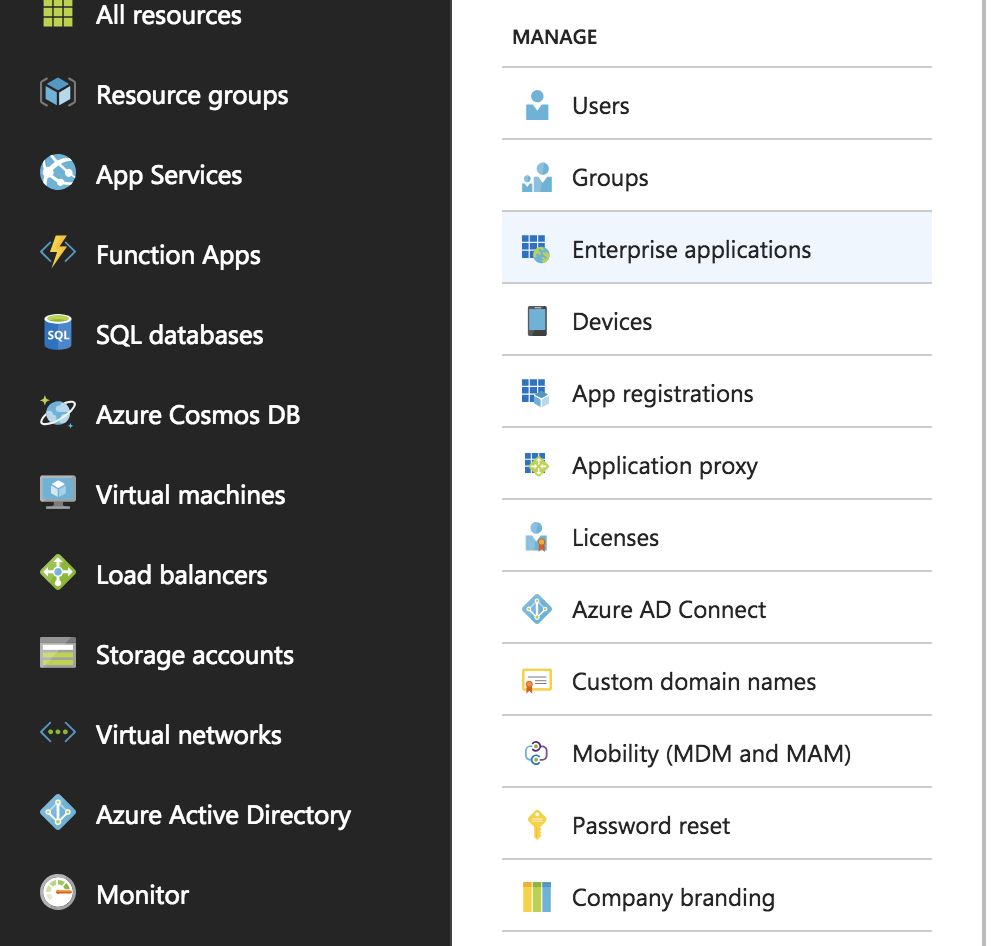 All resources
Resource groups
App Services
Function Apps
SQL
SQL databases
Azure Cosmos DB
Virtual machines
Load balancers
Storage accounts
Virtual networks
Azure Active Directory
Monitor
MANAGE
Users
Groups
Enterprise applications
Devices
App registrations
Application proxy
Licenses
Azure AD Connect
Custom domain names
Mobility (MDM and MAM)
Password reset
Company branding